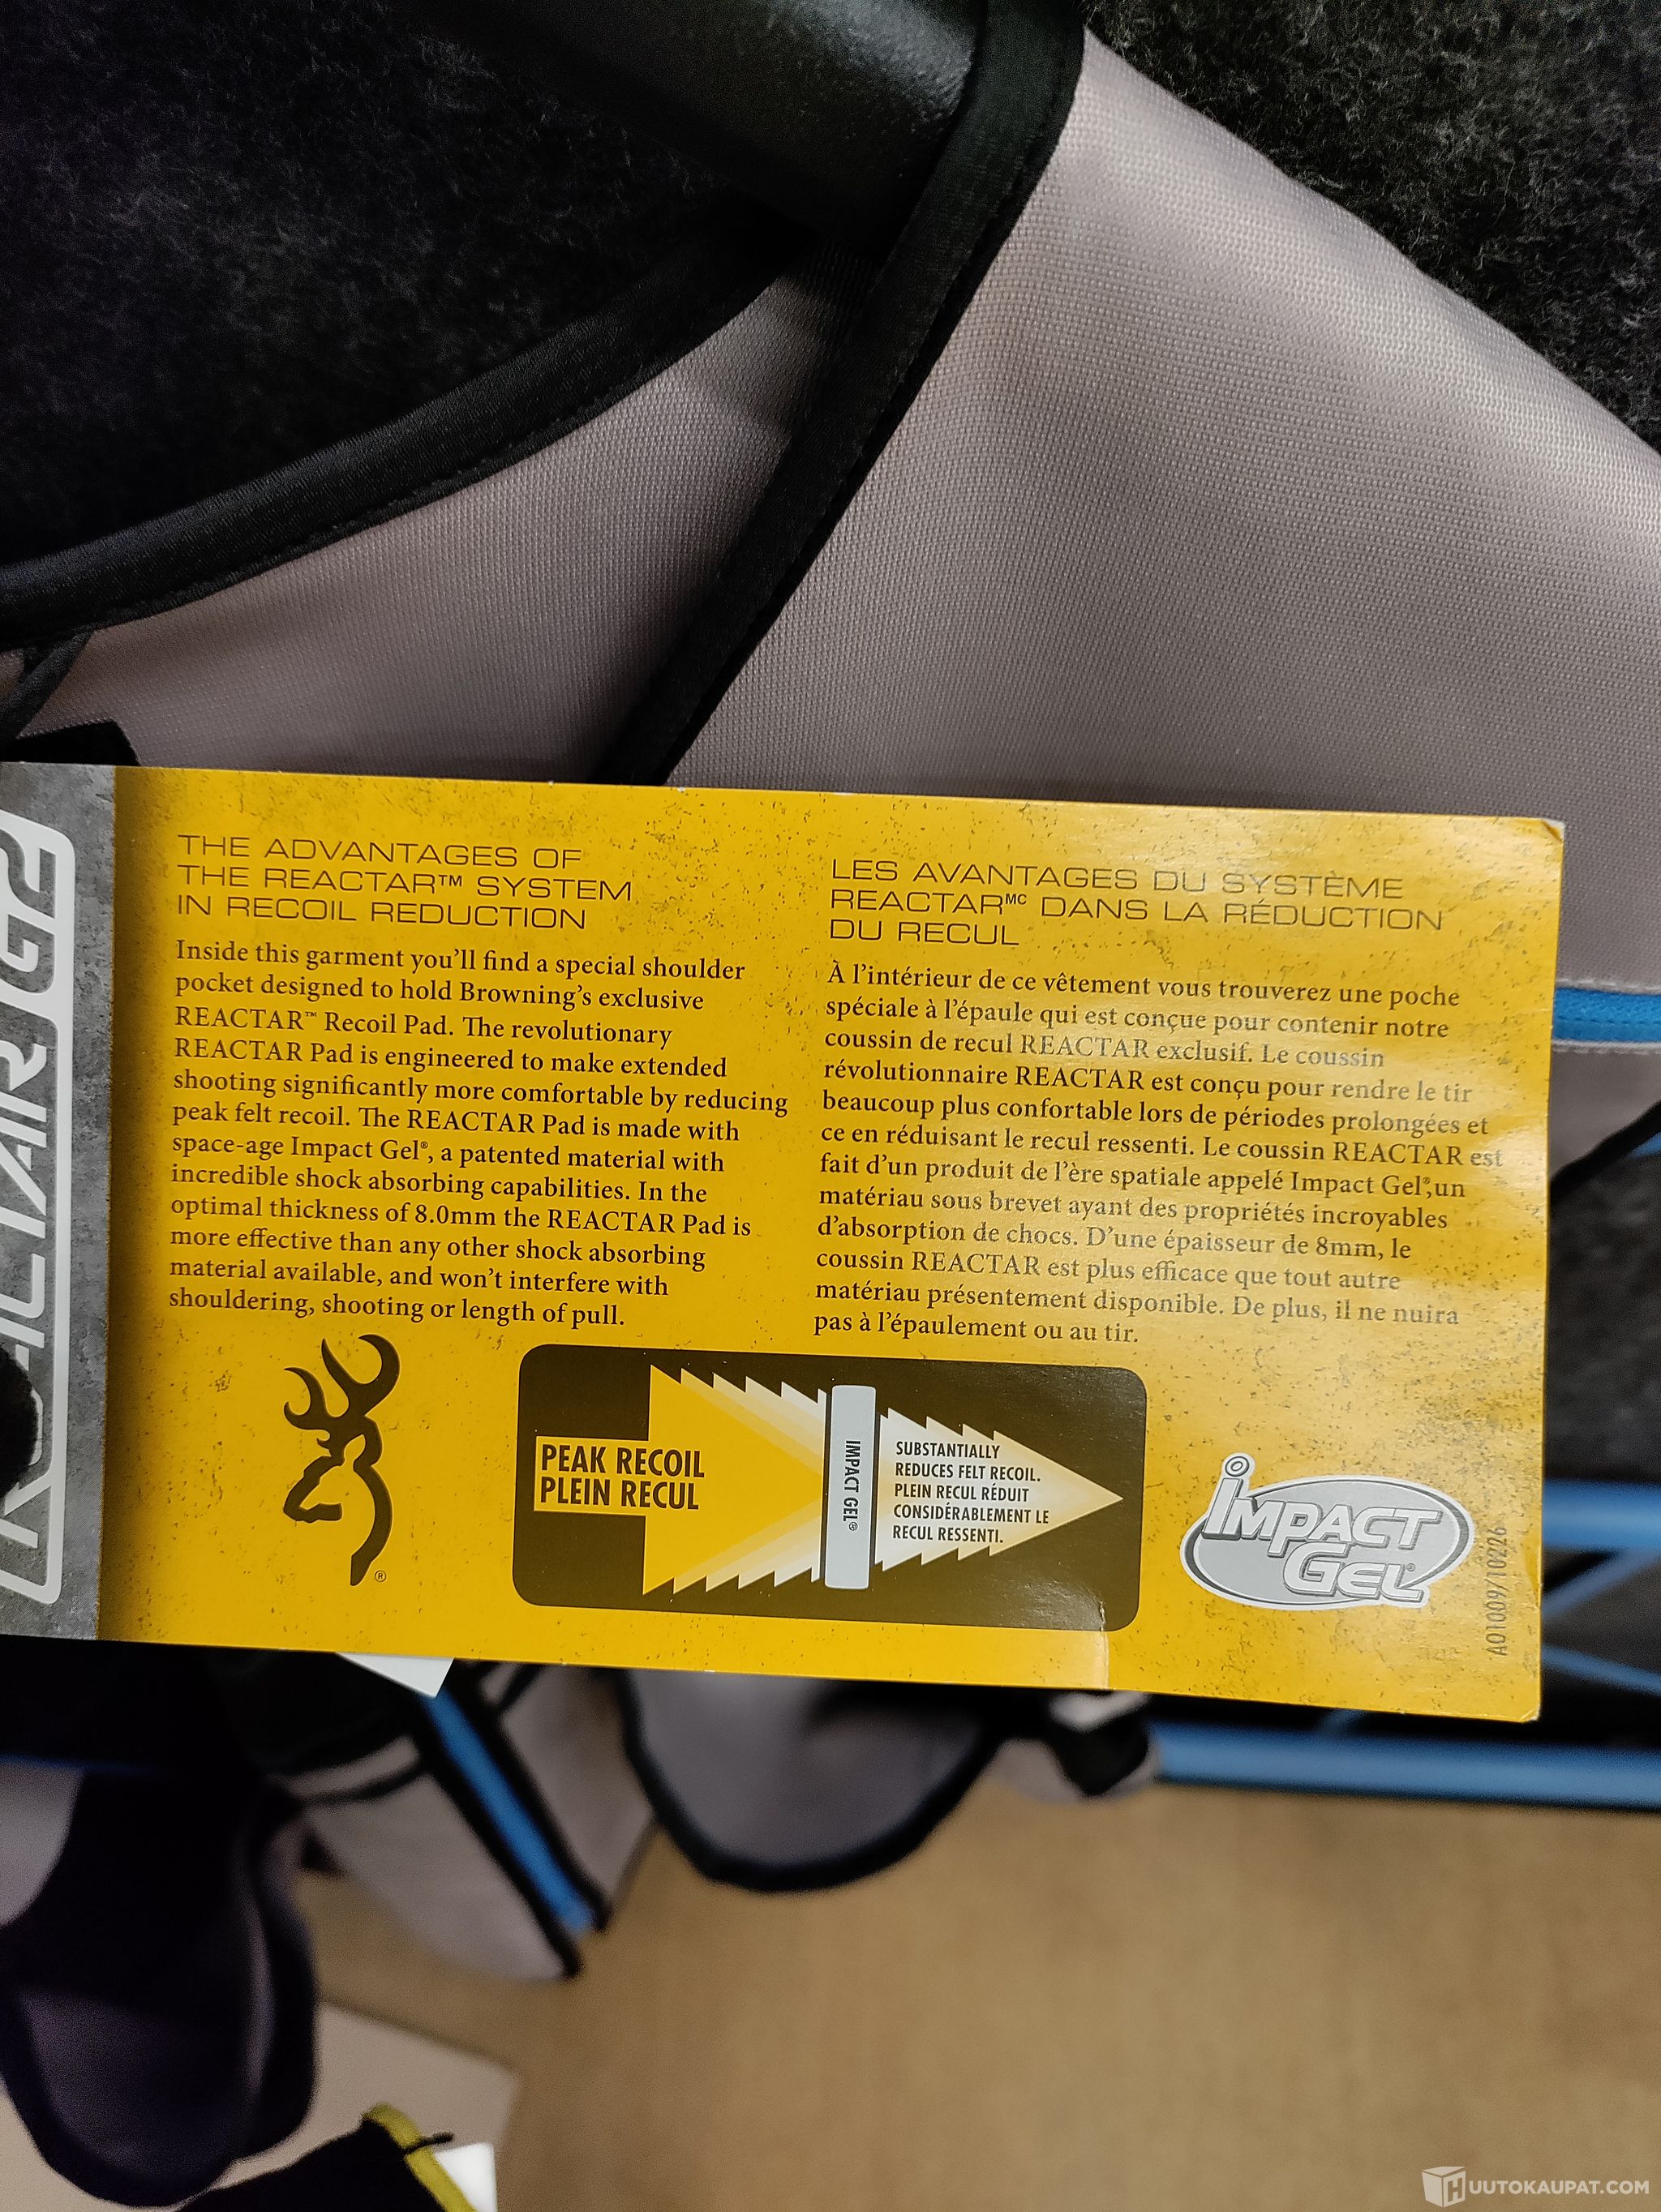 REACTAR G2
THE ADVANTAGES OF
THE REACTAR™ SYSTEM
IN RECOIL REDUCTION
Inside this garment you'll find a special shoulder
pocket designed to hold Browning's exclusive
REACTAR™ Recoil Pad. The revolutionary
REACTAR Pad is engineered to make extended
shooting significantly more comfortable by reducing
peak felt recoil. The REACTAR Pad is made with
space-age Impact Gel®, a patented material with
incredible shock absorbing capabilities. In the
optimal thickness of 8.0mm the REACTAR Pad is
more effective than any other shock absorbing
material available, and won't interfere with
shouldering, shooting or length of pull.
LES AVANTAGES DU SYSTÈME
REACTARᴹᶜ DANS LA RÉDUCTION
DU RECUL
À l'intérieur de ce vêtement vous trouverez une poche
spéciale à l'épaule qui est conçue pour contenir notre
coussin de recul REACTAR exclusif. Le coussin
révolutionnaire REACTAR est conçu pour rendre le tir
beaucoup plus confortable lors de périodes prolongées et
ce en réduisant le recul ressenti. Le coussin REACTAR est
fait d'un produit de l'ère spatiale appelé Impact Gel®,un
matériau sous brevet ayant des propriétés incroyables
d'absorption de chocs. D'une épaisseur de 8mm, le
coussin REACTAR est plus efficace que tout autre
matériau présentement disponible. De plus, il ne nuira
pas à l'épaulement ou au tir.
®
PEAK RECOIL
PLEIN RECUL
IMPACT GEL®
SUBSTANTIALLY
REDUCES FELT RECOIL.
PLEIN RECUL RÉDUIT
CONSIDÉRABLEMENT LE
RECUL RESSENTI.
IMPACT
GEL®
A01009/10226
HUUTOKAUPAT.COM